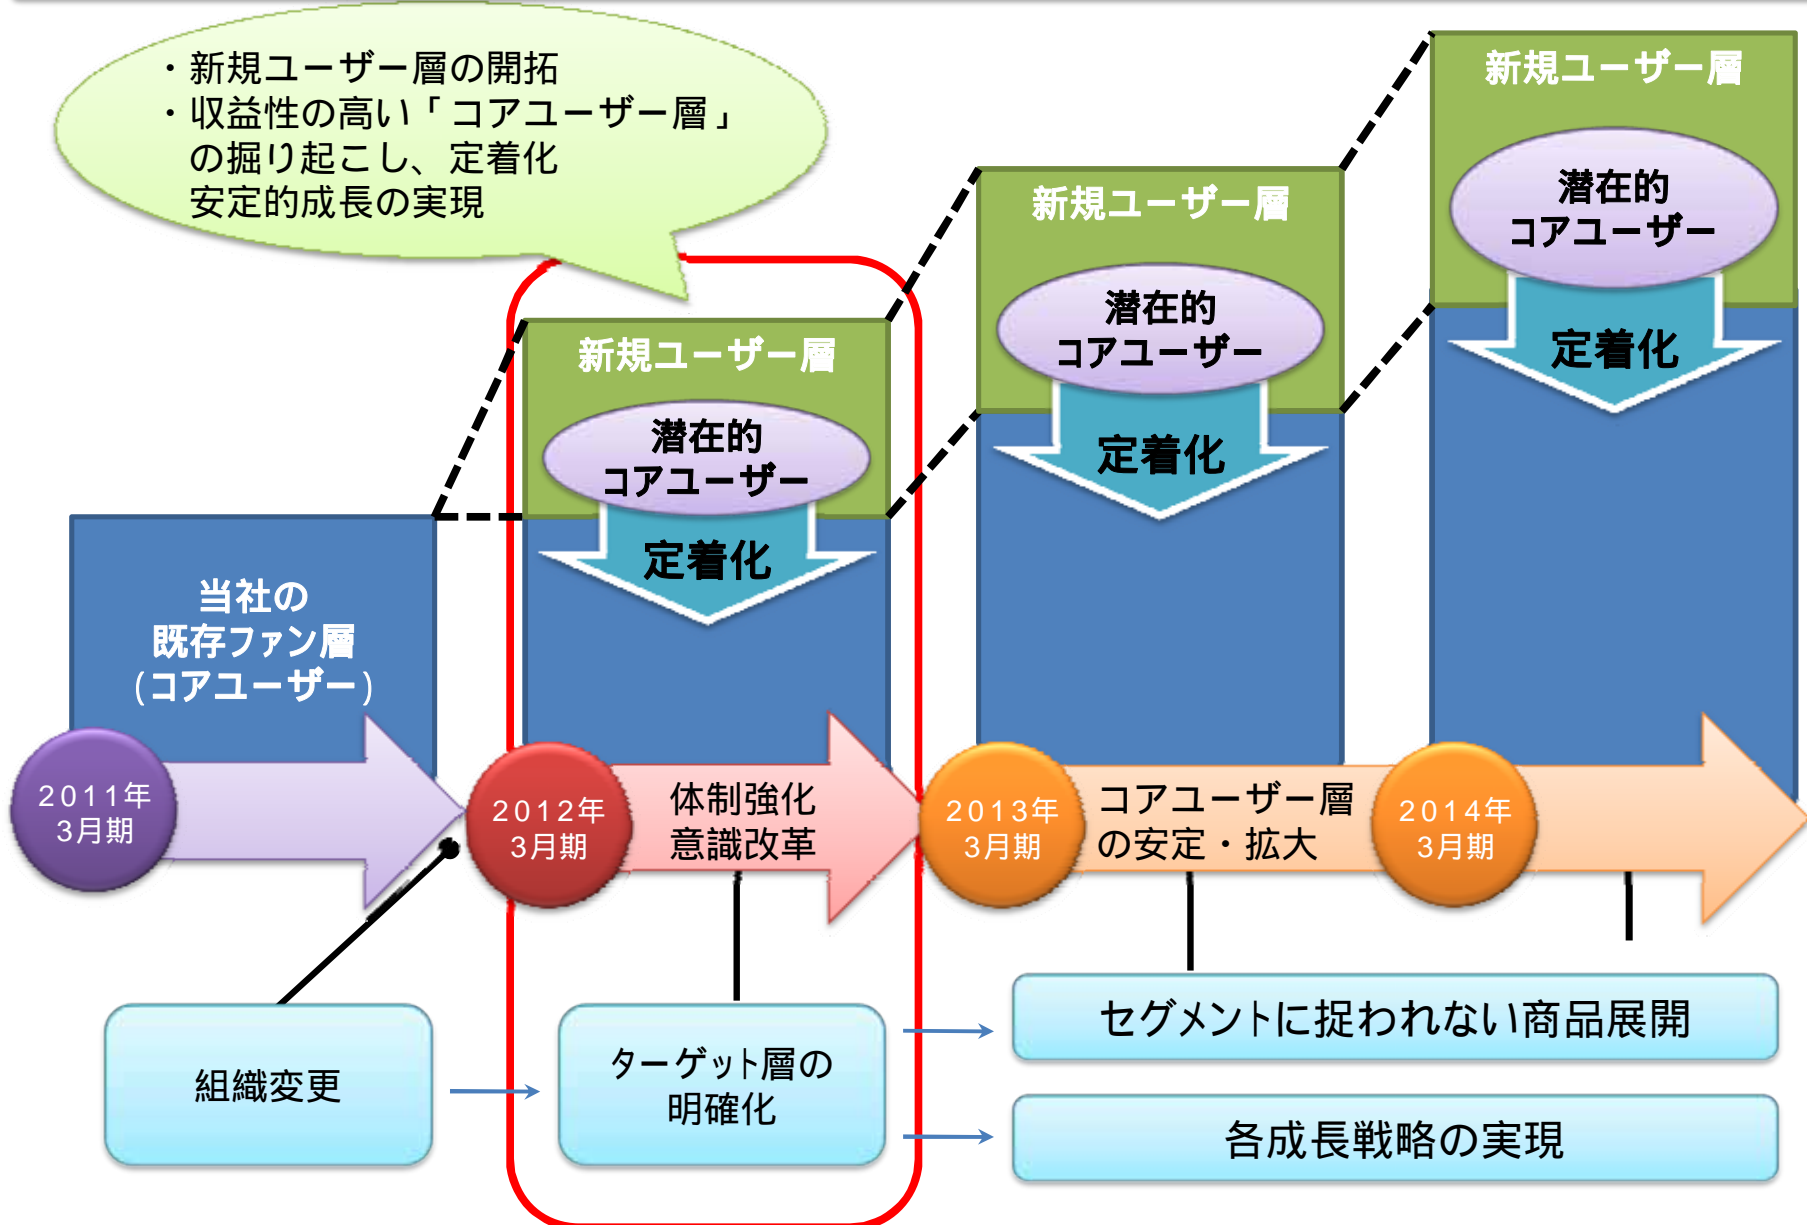 ・新規ユーザー層の開拓
・収益性の高い「コアユーザー層」
の掘り起こし、定着化
安定的成長の実現
新規ユーザー層
潜在的
コアユーザー
定着化
新規ユーザー層
潜在的
コアユーザー
定着化
新規ユーザー層
潜在的
コアユーザー
定着化
当社の
既存ファン層
(コアユーザー)
2011年
3月期
2012年
3月期
体制強化
意識改革
2013年
3月期
コアユーザー層
の安定・拡大
2014年
3月期
組織変更
ターゲット層の
明確化
セグメントに捉われない商品展開
各成長戦略の実現